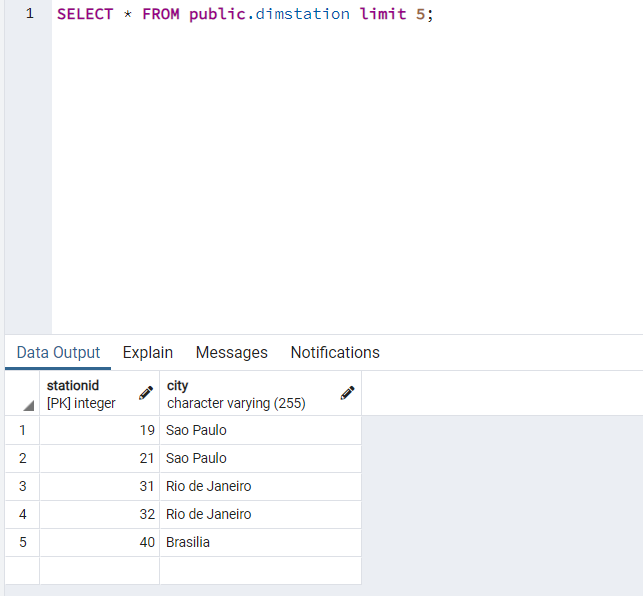 1 SELECT * FROM public.dimstation limit 5;
Data Output Explain Messages Notifications
stationid city
[PK] integer character varying (255)
1 19 Sao Paulo
2 21 Sao Paulo
3 31 Rio de Janeiro
4 32 Rio de Janeiro
5 40 Brasilia